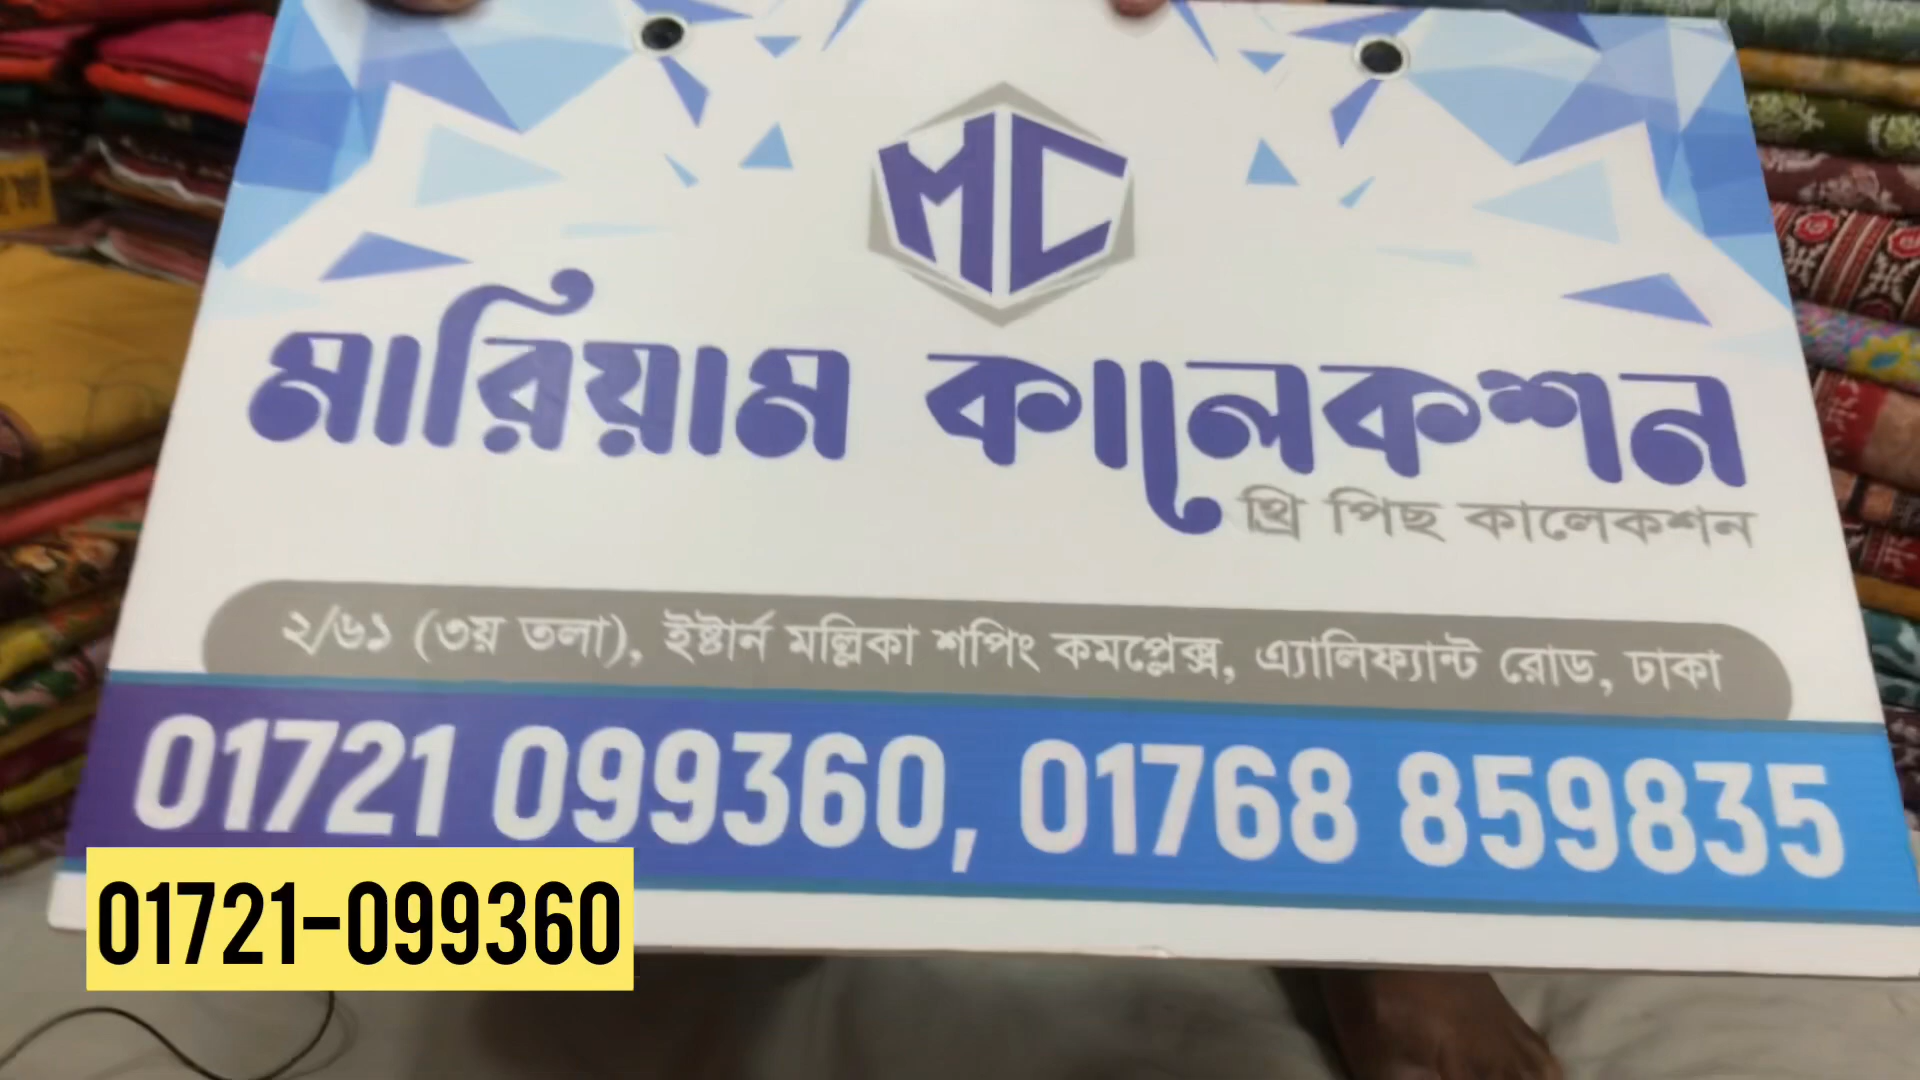 MC
মারিয়াম কালেকশন
থ্রি পিছ কালেকশন
২/৬১ (৩য় তলা), ইষ্টার্ন মল্লিকা শপিং কমপ্লেক্স, এ্যালিফ্যান্ট রোড, ঢাকা
01721 099360, 01768 859835
01721-099360